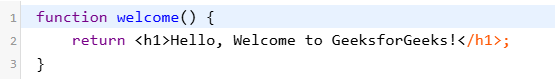 1 function welcome() {
2     return <h1>Hello, Welcome to GeeksforGeeks!</h1>;
3 }